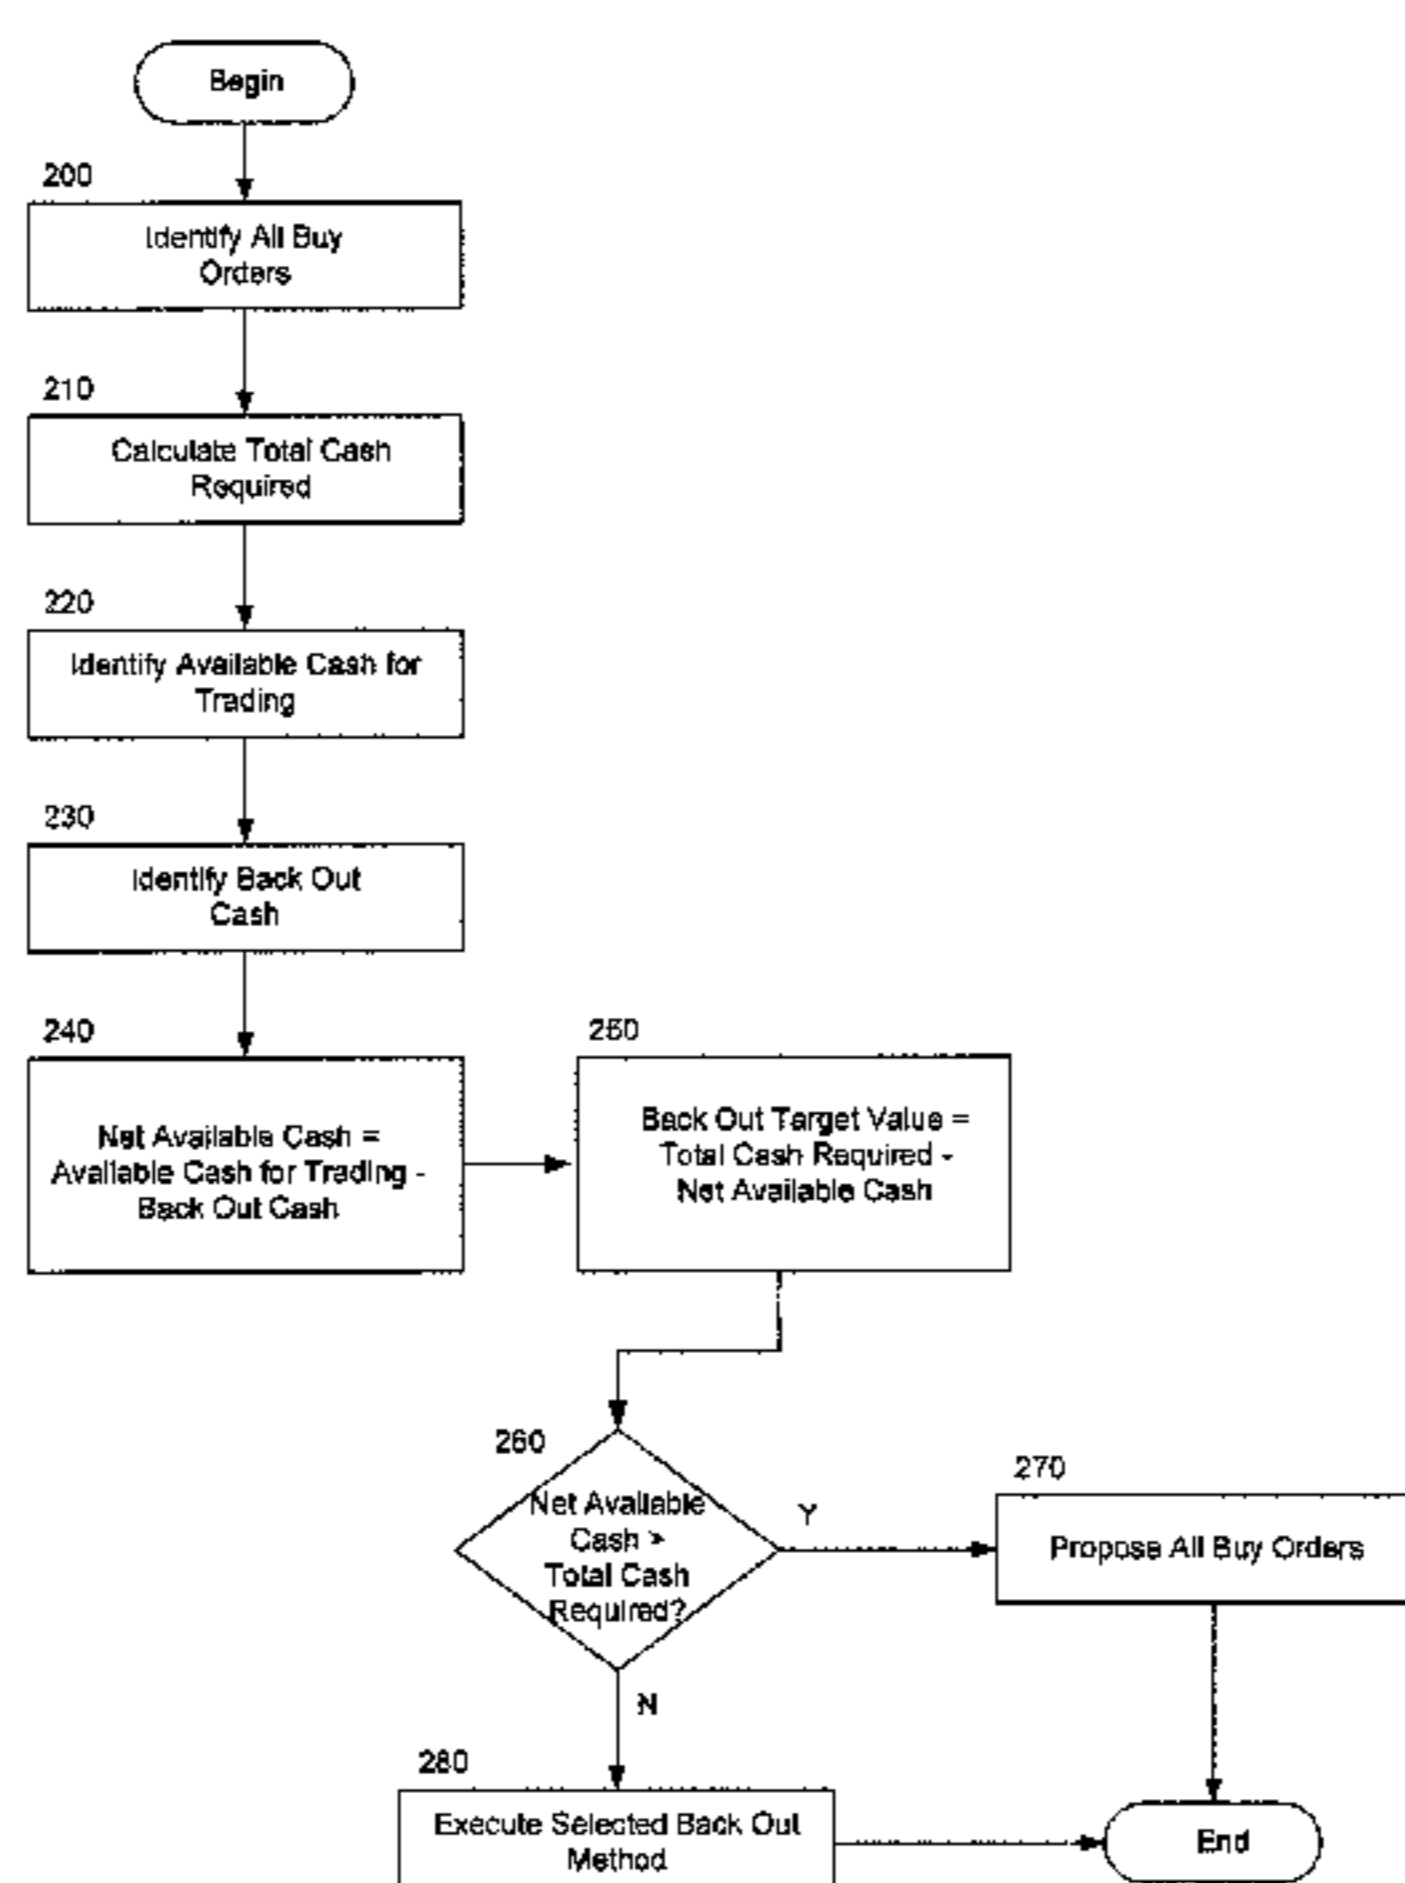 Begin
200
Identify All Buy
Orders
210
Calculate Total Cash
Required
220
Identify Available Cash for
Trading
230
Identify Back Out
Cash
240
Net Available Cash =
Available Cash for Trading -
Back Out Cash
250
Back Out Target Value =
Total Cash Required -
Net Available Cash
260
Net Available
Cash >
Total Cash
Required?
Y
270
Propose All Buy Orders
N
280
Execute Selected Back Out
Method
End